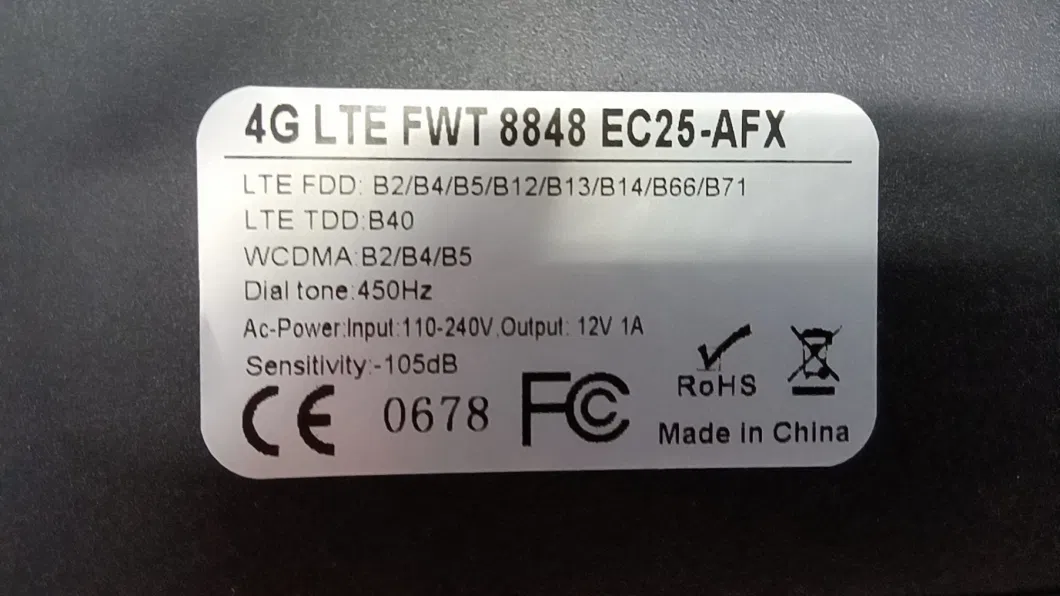 4G LTE FWT 8848 EC25-AFX
LTE FDD: B2/B4/B5/B12/B13/B14/B66/B71
LTE TDD:B40
WCDMA:B2/B4/B5
Dial tone:450Hz
Ac-Power:Input:110-240V,Output: 12V 1A
Sensitivity:-105dB
CE 0678 FC RoHS
Made in China